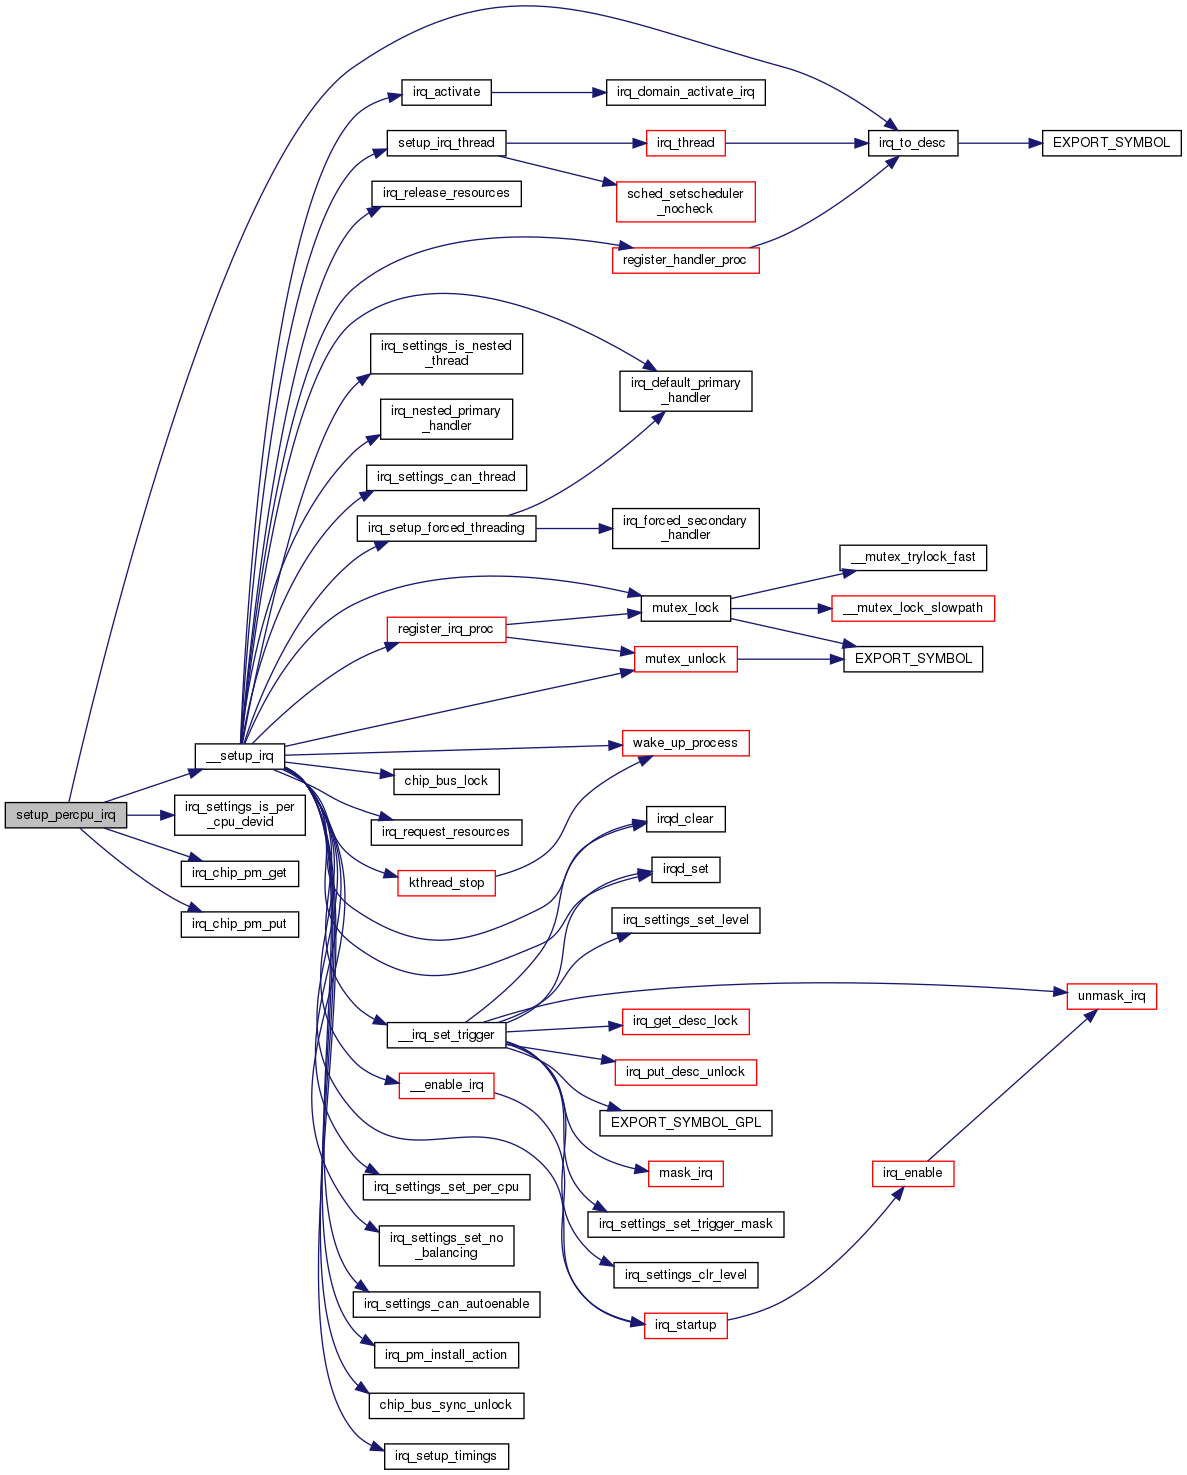 irq_activate
irq_domain_activate_irq
setup_irq_thread
irq_thread
irq_to_desc
EXPORT_SYMBOL
irq_release_resources
sched_setscheduler
_nocheck
register_handler_proc
irq_settings_is_nested
_thread
irq_default_primary
_handler
irq_nested_primary
_handler
irq_settings_can_thread
irq_setup_forced_threading
irq_forced_secondary
_handler
__mutex_trylock_fast
mutex_lock
__mutex_lock_slowpath
register_irq_proc
mutex_unlock
EXPORT_SYMBOL
wake_up_process
__setup_irq
chip_bus_lock
setup_percpu_irq
irq_settings_is_per
_cpu_devid
irqd_clear
irq_request_resources
irq_chip_pm_get
kthread_stop
irqd_set
irq_chip_pm_put
irq_settings_set_level
unmask_irq
__irq_set_trigger
irq_get_desc_lock
irq_put_desc_unlock
__enable_irq
EXPORT_SYMBOL_GPL
mask_irq
irq_enable
irq_settings_set_per_cpu
irq_settings_set_trigger_mask
irq_settings_set_no
_balancing
irq_settings_clr_level
irq_settings_can_autoenable
irq_startup
irq_pm_install_action
chip_bus_sync_unlock
irq_setup_timings